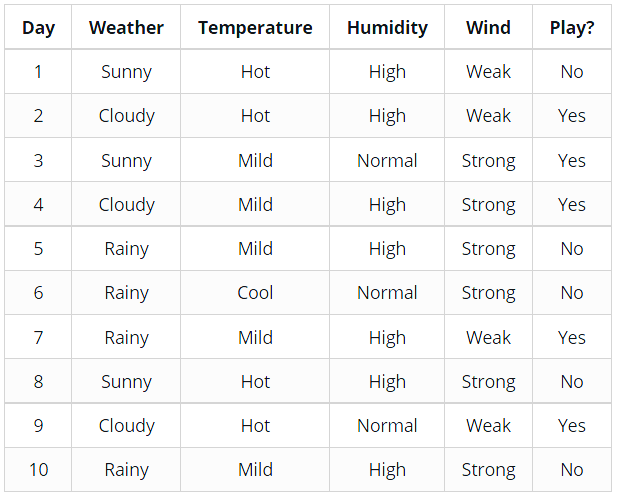 Day Weather Temperature Humidity Wind Play?
1 Sunny Hot High Weak No
2 Cloudy Hot High Weak Yes
3 Sunny Mild Normal Strong Yes
4 Cloudy Mild High Strong Yes
5 Rainy Mild High Strong No
6 Rainy Cool Normal Strong No
7 Rainy Mild High Weak Yes
8 Sunny Hot High Strong No
9 Cloudy Hot Normal Weak Yes
10 Rainy Mild High Strong No